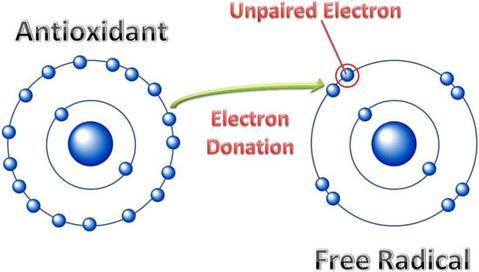 Unpaired Electron
Antioxidant
Electron
Donation
Free Radical